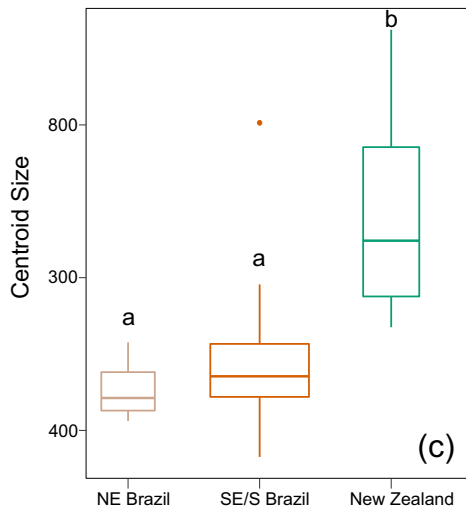 b
800
Centroid Size
a
300
a
400
(c)
NE Brazil
SE/S Brazil
New Zealand